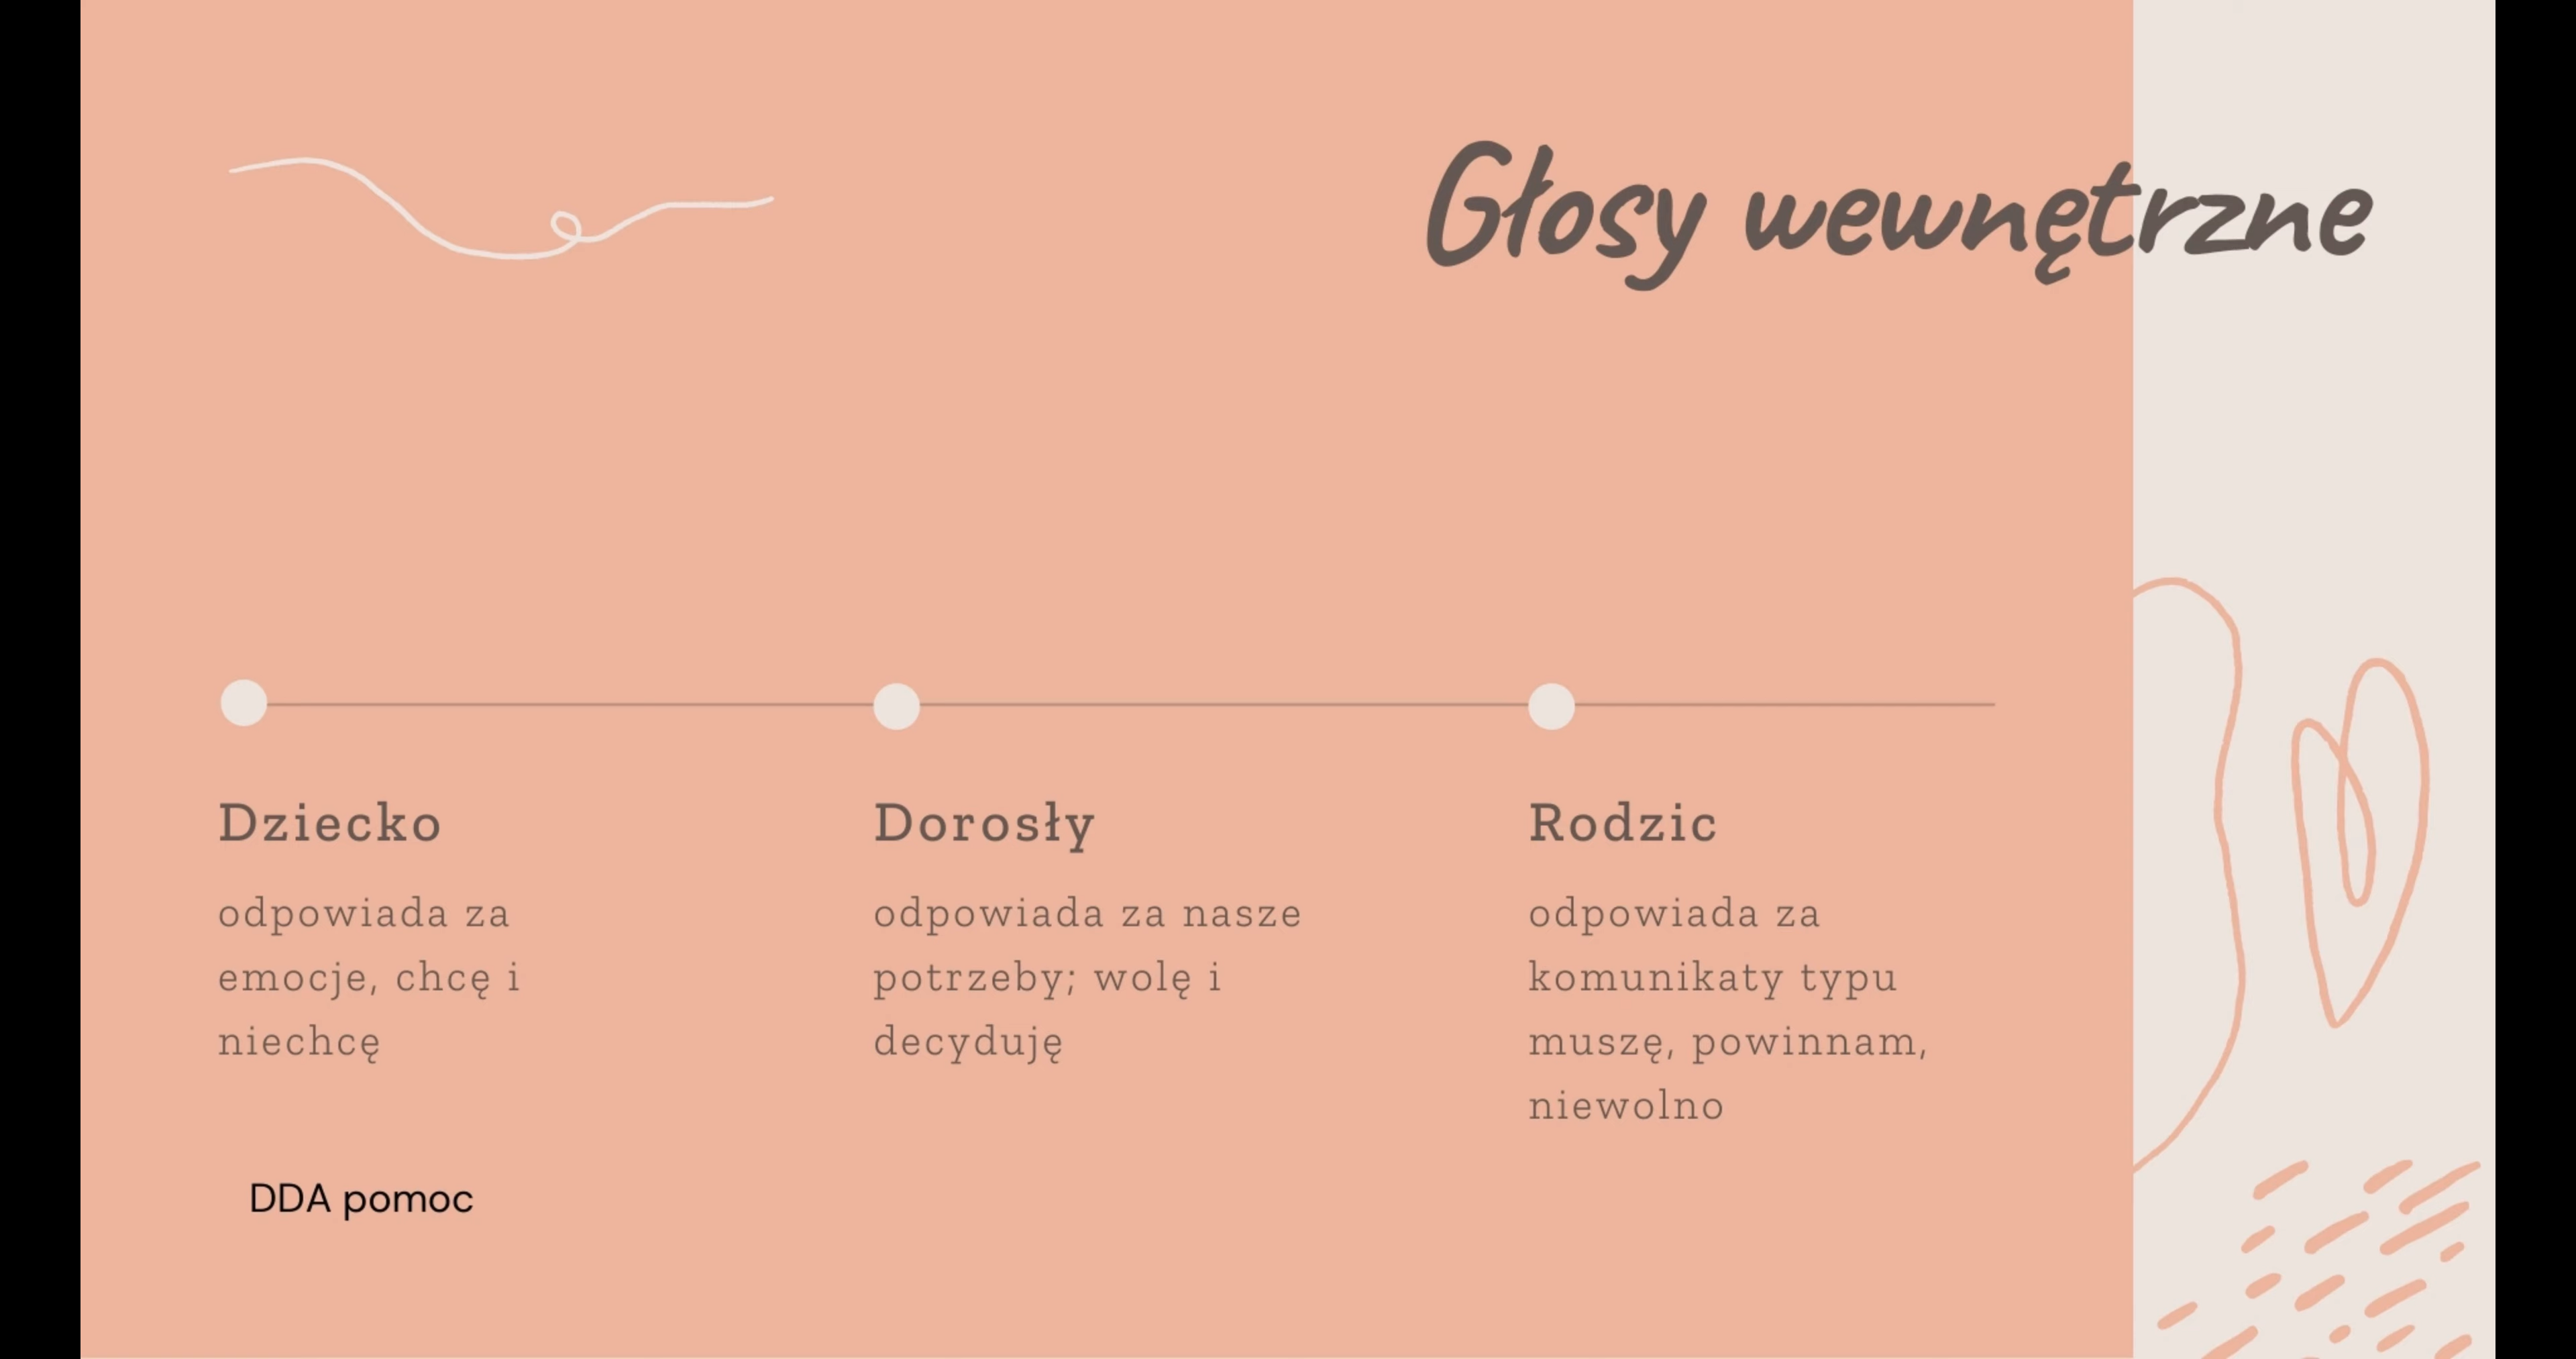 Głosy wewnętrzne
Dziecko
odpowiada za
emocje, chcę i
niechcę
Dorosły
odpowiada za nasze
potrzeby; wolę i
decyduję
Rodzic
odpowiada za
komunikaty typu
muszę, powinnam,
niewolno
DDA pomoc